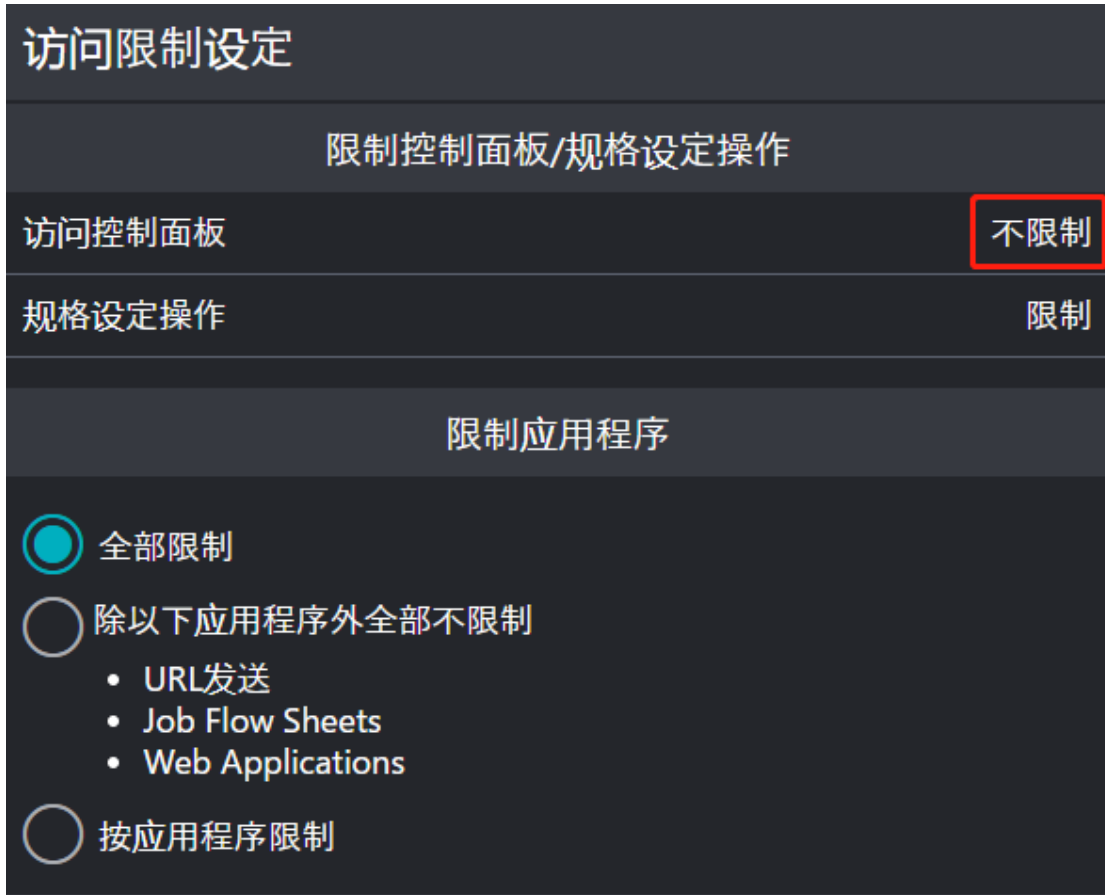 访问限制设定
限制控制面板/规格设定操作
访问控制面板 不限制
规格设定操作 限制
限制应用程序
全部限制
除以下应用程序外全部不限制
• URL发送
• Job Flow Sheets
• Web Applications
按应用程序限制